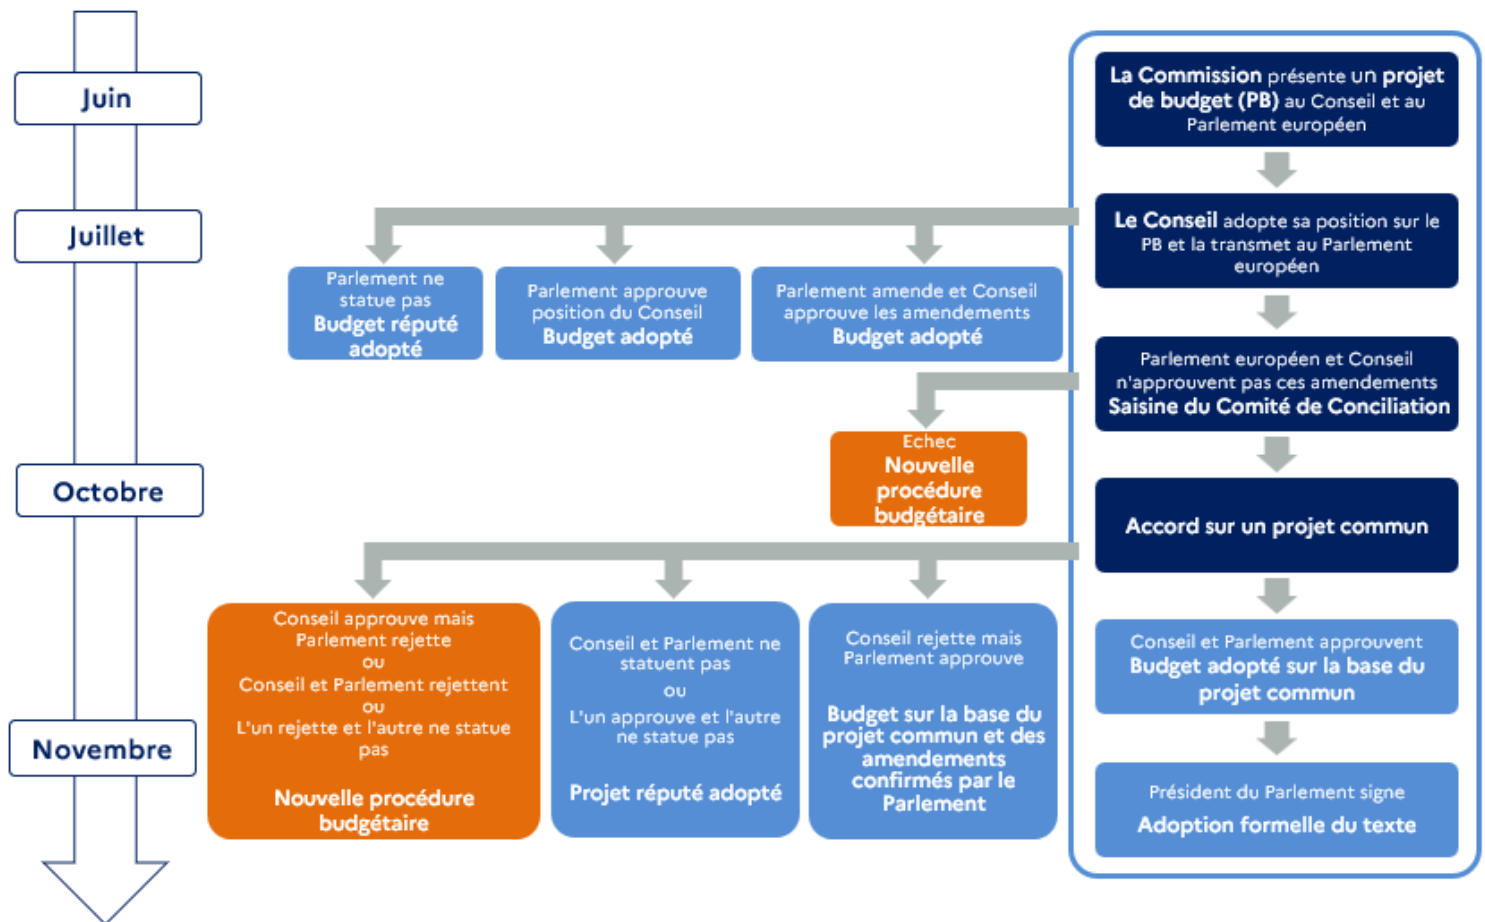 Juin
La Commission présente un projet
de budget (PB) au Conseil et au
Parlement européen
Juillet
Le Conseil adopte sa position sur le
PB et la transmet au Parlement
européen
Parlement ne
statue pas
Budget réputé
adopté
Parlement approuve
position du Conseil
Budget adopté
Parlement amende et Conseil
approuve les amendements
Budget adopté
Parlement européen et Conseil
n'approuvent pas ces amendements
Saisine du Comité de Conciliation
Echec
Nouvelle
procédure
budgétaire
Octobre
Accord sur un projet commun
Conseil approuve mais
Parlement rejette
ou
Conseil et Parlement rejettent
ou
L'un rejette et l'autre ne statue
pas
Nouvelle procédure
budgétaire
Conseil et Parlement ne
statuent pas
ou
L'un approuve et l'autre
ne statue pas
Projet réputé adopté
Conseil rejette mais
Parlement approuve
Budget sur la base du
projet commun et des
amendements
confirmés par le
Parlement
Conseil et Parlement approuvent
Budget adopté sur la base du
projet commun
Novembre
Président du Parlement signe
Adoption formelle du texte